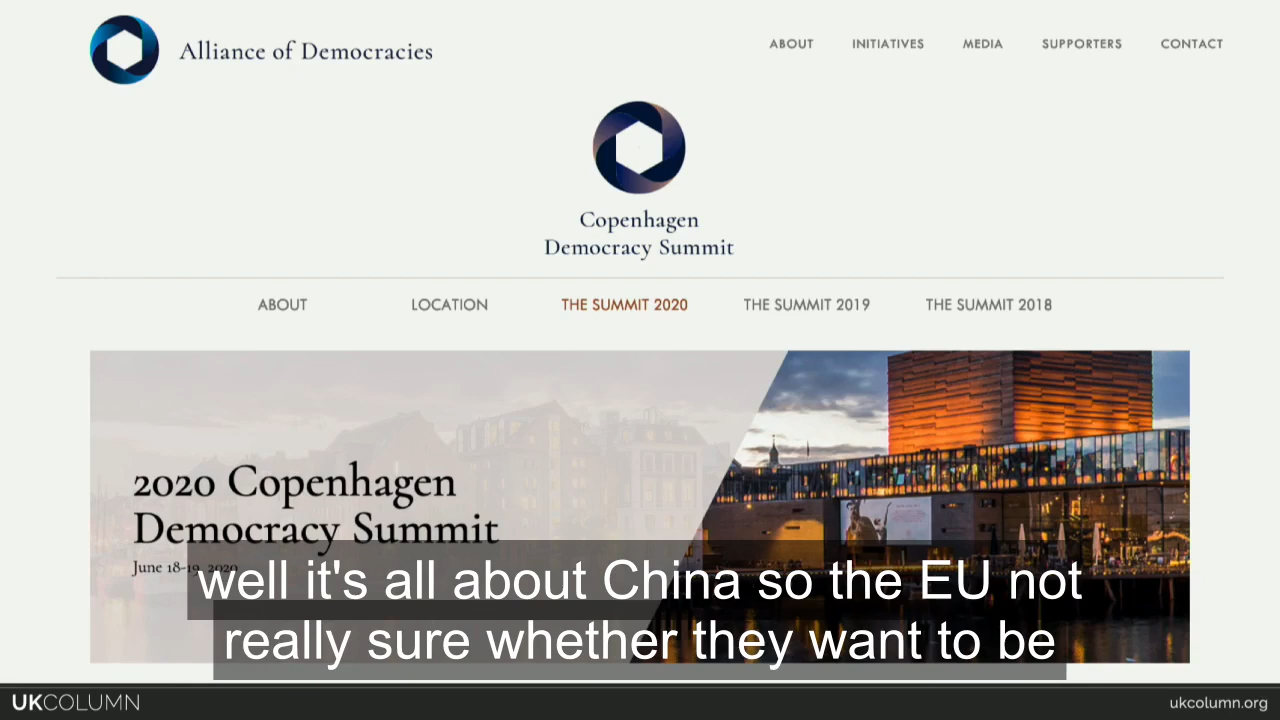 Alliance of Democracies
ABOUT INITIATIVES MEDIA SUPPORTERS CONTACT
Copenhagen
Democracy Summit
ABOUT LOCATION THE SUMMIT 2020 THE SUMMIT 2019 THE SUMMIT 2018
2020 Copenhagen
Democracy Summit
June 18-19, 2020
well it's all about China so the EU not
really sure whether they want to be
UKCOLUMN
ukcolumn.org